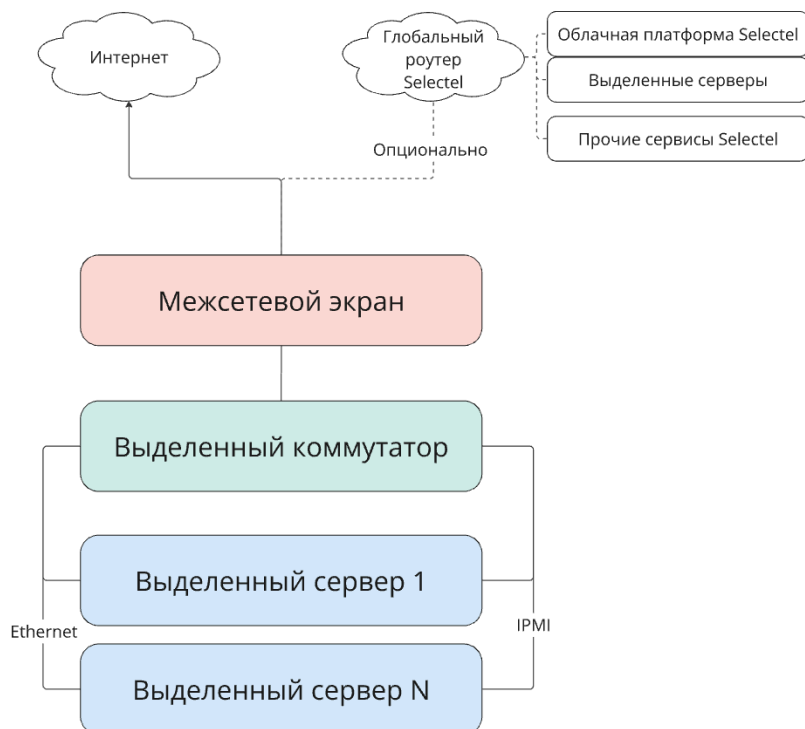 Интернет
Глобальный
роутер
Selectel
Облачная платформа Selectel
Выделенные серверы
Прочие сервисы Selectel
Опционально
Межсетевой экран
Выделенный коммутатор
Выделенный сервер 1
Ethernet
IPMI
Выделенный сервер N